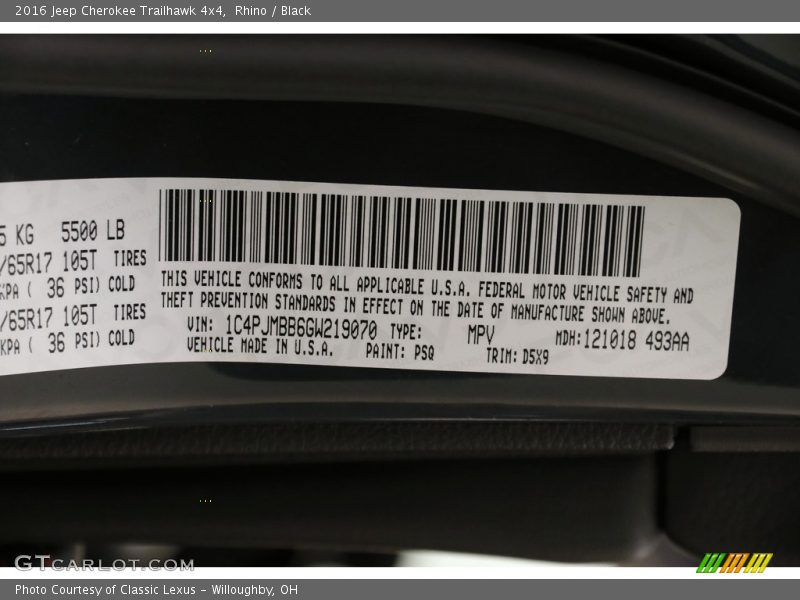 2016 Jeep Cherokee Trailhawk 4x4, Rhino / Black
5 KG 5500 LB
/65R17 105T TIRES
KPA ( 36 PSI) COLD
/65R17 105T TIRES
KPA ( 36 PSI) COLD
THIS VEHICLE CONFORMS TO ALL APPLICABLE U.S.A. FEDERAL MOTOR VEHICLE SAFETY AND
THEFT PREVENTION STANDARDS IN EFFECT ON THE DATE OF MANUFACTURE SHOWN ABOVE.
VIN: 1C4PJMBB6GW219070 TYPE: MPV MDH:121018 493AA
VEHICLE MADE IN U.S.A. PAINT: PSQ TRIM: D5X9
GTCARLOT.COM
Photo Courtesy of Classic Lexus - Willoughby, OH